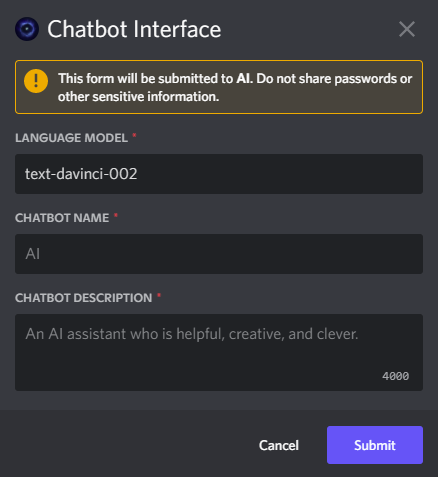 Chatbot Interface
This form will be submitted to AI. Do not share passwords or
other sensitive information.
LANGUAGE MODEL *
text-davinci-002
CHATBOT NAME *
AI
CHATBOT DESCRIPTION *
An AI assistant who is helpful, creative, and clever.
4000
Cancel Submit